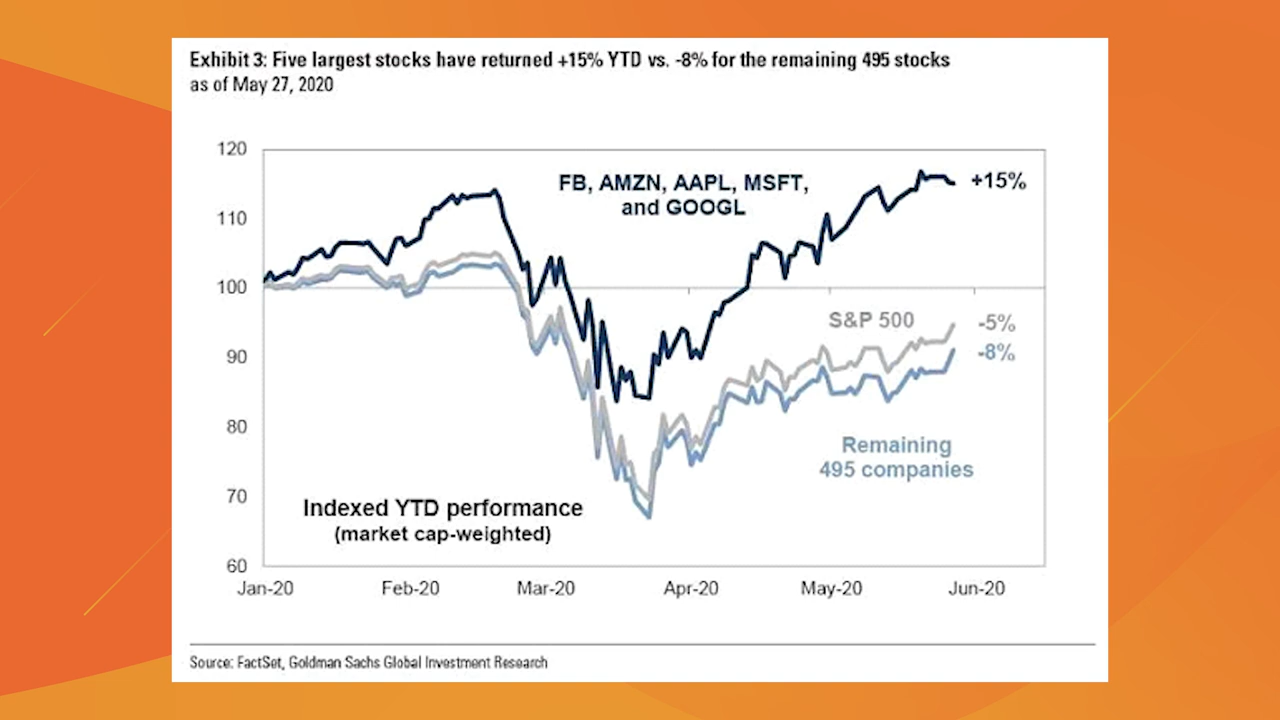 Exhibit 3: Five largest stocks have returned +15% YTD vs. -8% for the remaining 495 stocks
as of May 27, 2020
120
110
100
90
80
70
60
FB, AMZN, AAPL, MSFT,
and GOOGL
+15%
S&P 500
-5%
-8%
Remaining
495 companies
Indexed YTD performance
(market cap-weighted)
Jan-20
Feb-20
Mar-20
Apr-20
May-20
Jun-20
Source: FactSet, Goldman Sachs Global Investment Research